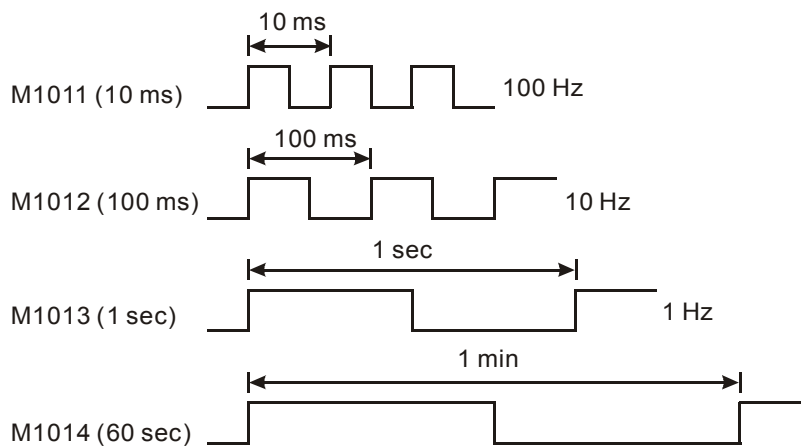 10 ms
M1011 (10 ms)
100 Hz
100 ms
M1012 (100 ms)
10 Hz
1 sec
M1013 (1 sec)
1 Hz
1 min
M1014 (60 sec)